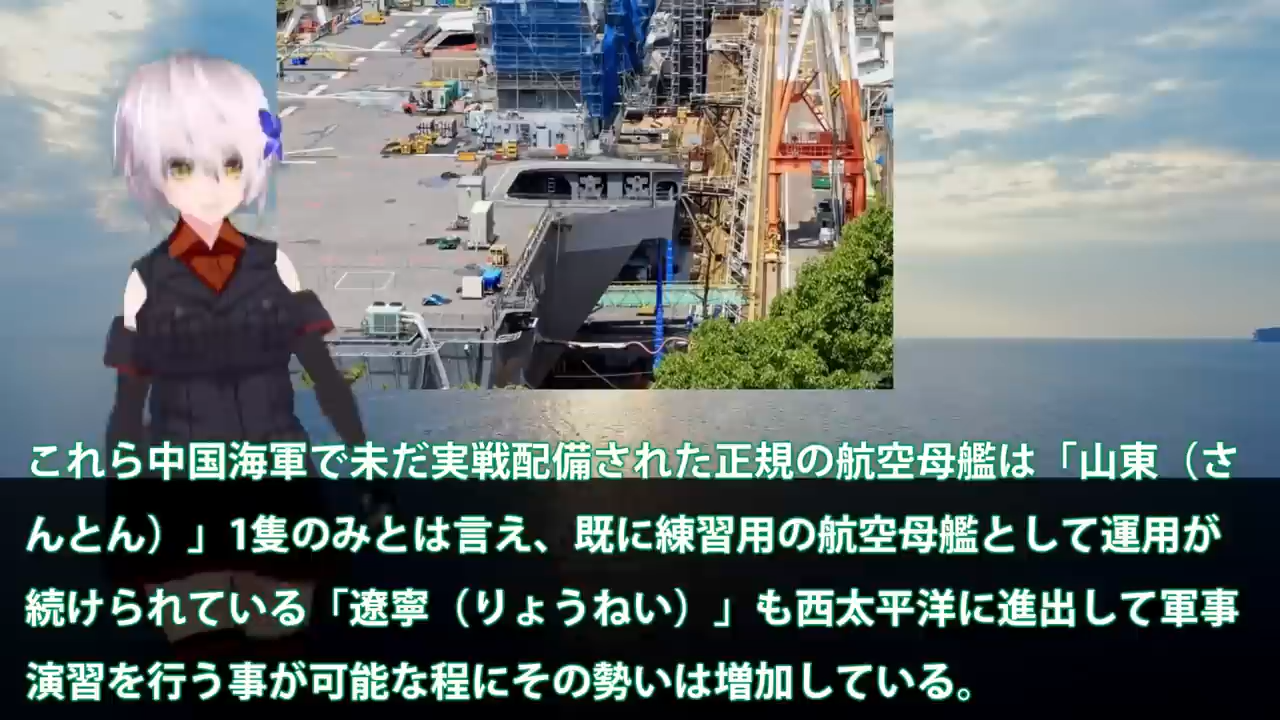 これら中国海軍で未だ実戦配備された正規の航空母艦は「山東（さ
んとん）」1隻のみとは言え、既に練習用の航空母艦として運用が
続けられている「遼寧（りょうねい）」も西太平洋に進出して軍事
演習を行う事が可能な程にその勢いは増加している。